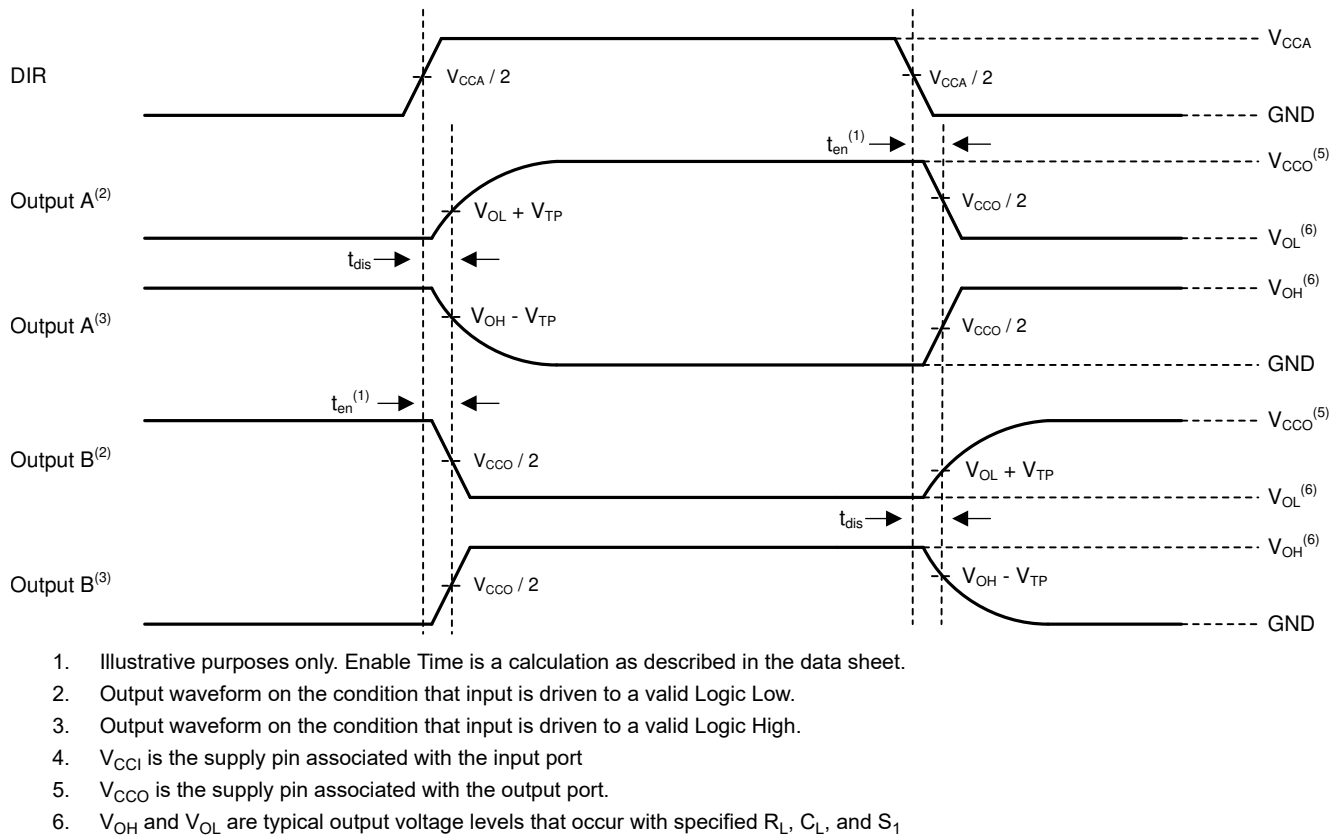 V_CCA
DIR
V_CCA / 2
V_CCA / 2
GND
t_en^(1)
V_CCO^(5)
Output A^(2)
V_OL + V_TP
V_CCO / 2
V_OL^(6)
t_dis
V_OH^(6)
Output A^(3)
V_OH - V_TP
V_CCO / 2
GND
t_en^(1)
V_CCO^(5)
Output B^(2)
V_CCO / 2
V_OL + V_TP
V_OL^(6)
t_dis
V_OH^(6)
Output B^(3)
V_CCO / 2
V_OH - V_TP
GND
1. Illustrative purposes only. Enable Time is a calculation as described in the data sheet.
2. Output waveform on the condition that input is driven to a valid Logic Low.
3. Output waveform on the condition that input is driven to a valid Logic High.
4. V_CCI is the supply pin associated with the input port
5. V_CCO is the supply pin associated with the output port.
6. V_OH and V_OL are typical output voltage levels that occur with specified R_L, C_L, and S_1